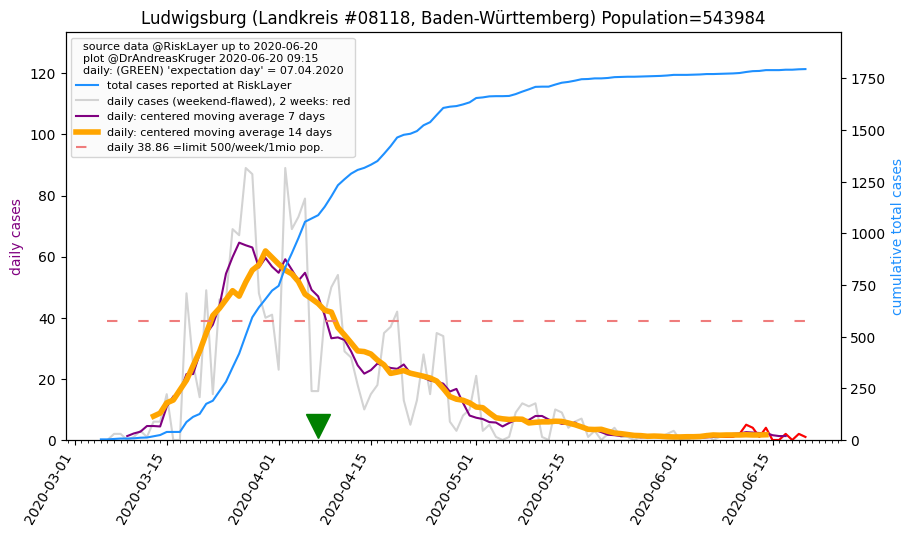 Ludwigsburg (Landkreis #08118, Baden-Württemberg) Population=543984
source data @RiskLayer up to 2020-06-20
plot @DrAndreasKruger 2020-06-20 09:15
daily: (GREEN) 'expectation day' = 07.04.2020
total cases reported at RiskLayer
daily cases (weekend-flawed), 2 weeks: red
daily: centered moving average 7 days
daily: centered moving average 14 days
daily 38.86 =limit 500/week/1mio pop.
daily cases
120
100
80
60
40
20
0
cumulative total cases
1750
1500
1250
1000
750
500
250
0
2020-03-01
2020-03-15
2020-04-01
2020-04-15
2020-05-01
2020-05-15
2020-06-01
2020-06-15